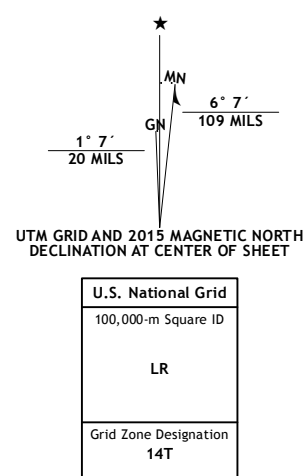 ★
MN
GN
6° 7´
109 MILS
1° 7´
20 MILS
UTM GRID AND 2015 MAGNETIC NORTH
DECLINATION AT CENTER OF SHEET
U.S. National Grid
100,000-m Square ID
LR
Grid Zone Designation
14T